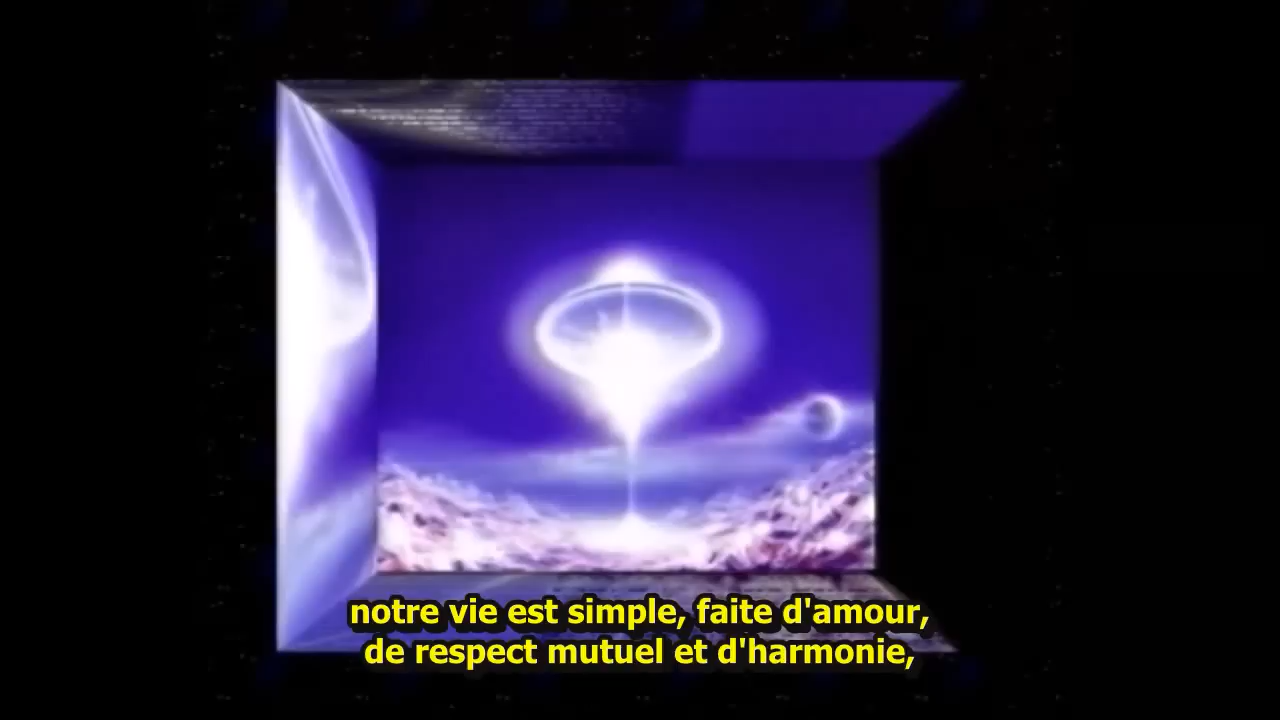 notre vie est simple, faite d'amour,
de respect mutuel et d'harmonie,